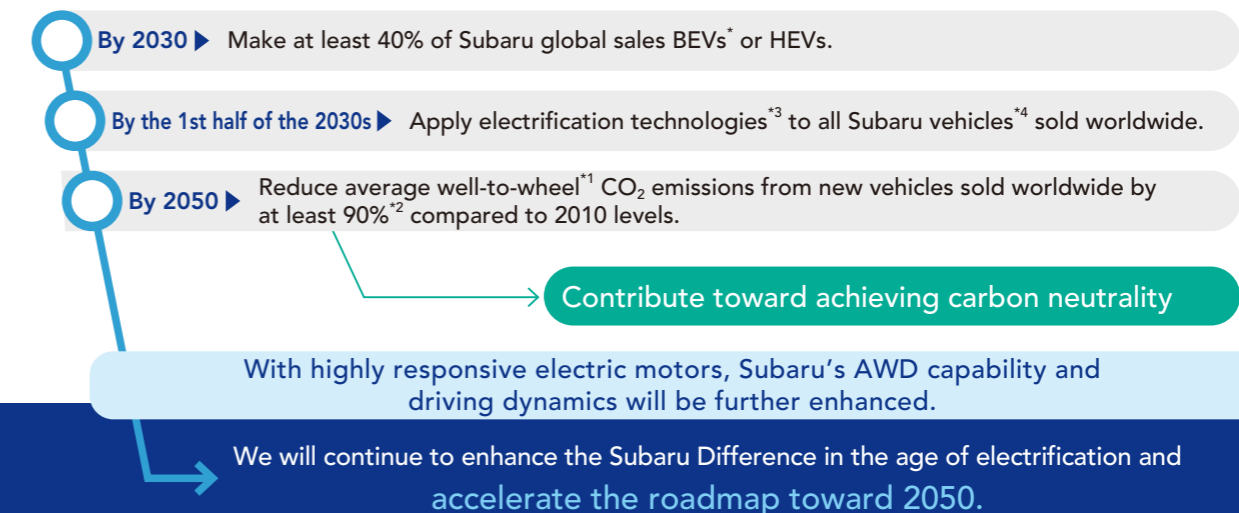 By 2030 ▶ Make at least 40% of Subaru global sales BEVs* or HEVs.
By the 1st half of the 2030s ▶ Apply electrification technologies*3 to all Subaru vehicles*4 sold worldwide.
By 2050 ▶ Reduce average well-to-wheel*1 CO2 emissions from new vehicles sold worldwide by
at least 90%*2 compared to 2010 levels.
Contribute toward achieving carbon neutrality
With highly responsive electric motors, Subaru's AWD capability and
driving dynamics will be further enhanced.
We will continue to enhance the Subaru Difference in the age of electrification and
accelerate the roadmap toward 2050.